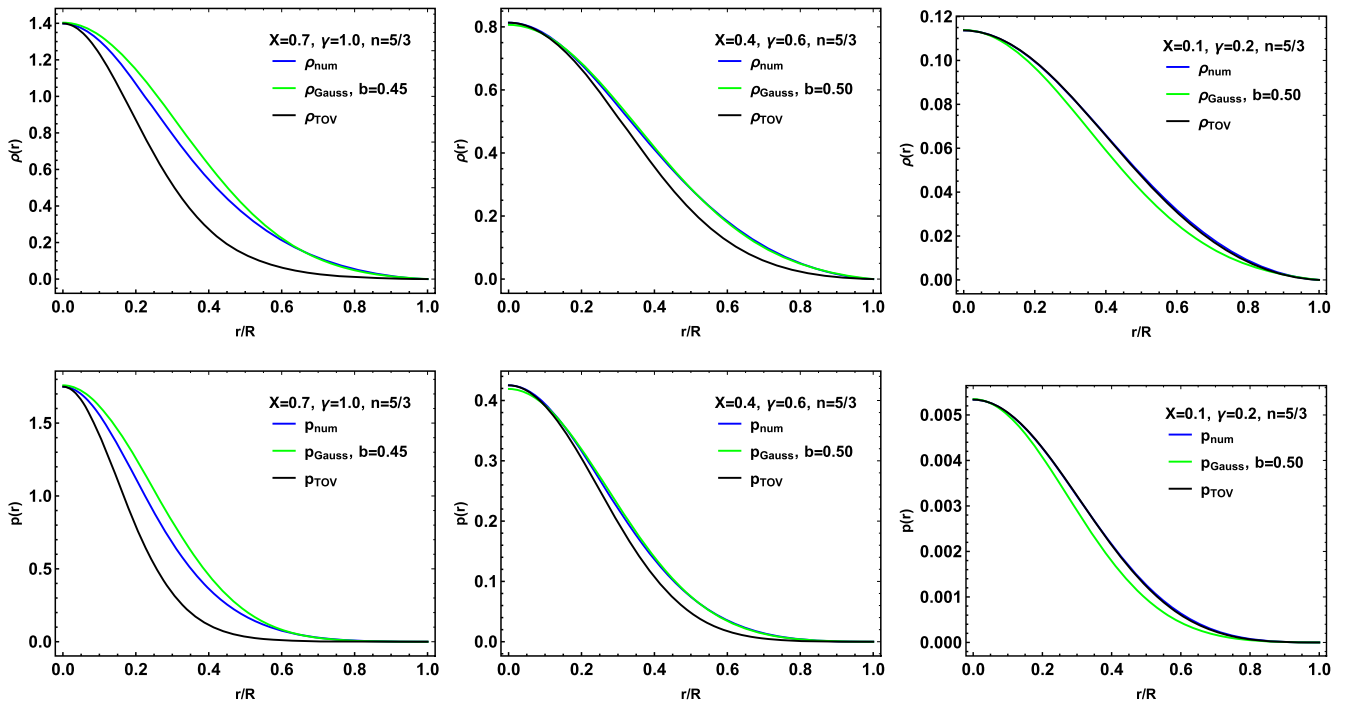 X=0.7, γ=1.0, n=5/3
ρnum
ρGauss, b=0.45
ρTOV
ρ(r)
1.4
1.2
1.0
0.8
0.6
0.4
0.2
0.0
0.0 0.2 0.4 0.6 0.8 1.0
r/R
X=0.4, γ=0.6, n=5/3
ρnum
ρGauss, b=0.50
ρTOV
ρ(r)
0.8
0.6
0.4
0.2
0.0
0.0 0.2 0.4 0.6 0.8 1.0
r/R
X=0.1, γ=0.2, n=5/3
ρnum
ρGauss, b=0.50
ρTOV
ρ(r)
0.12
0.10
0.08
0.06
0.04
0.02
0.00
0.0 0.2 0.4 0.6 0.8 1.0
r/R
X=0.7, γ=1.0, n=5/3
pnum
pGauss, b=0.45
pTOV
p(r)
1.5
1.0
0.5
0.0
0.0 0.2 0.4 0.6 0.8 1.0
r/R
X=0.4, γ=0.6, n=5/3
pnum
pGauss, b=0.50
pTOV
p(r)
0.4
0.3
0.2
0.1
0.0
0.0 0.2 0.4 0.6 0.8 1.0
r/R
X=0.1, γ=0.2, n=5/3
pnum
pGauss, b=0.50
pTOV
p(r)
0.005
0.004
0.003
0.002
0.001
0.000
0.0 0.2 0.4 0.6 0.8 1.0
r/R